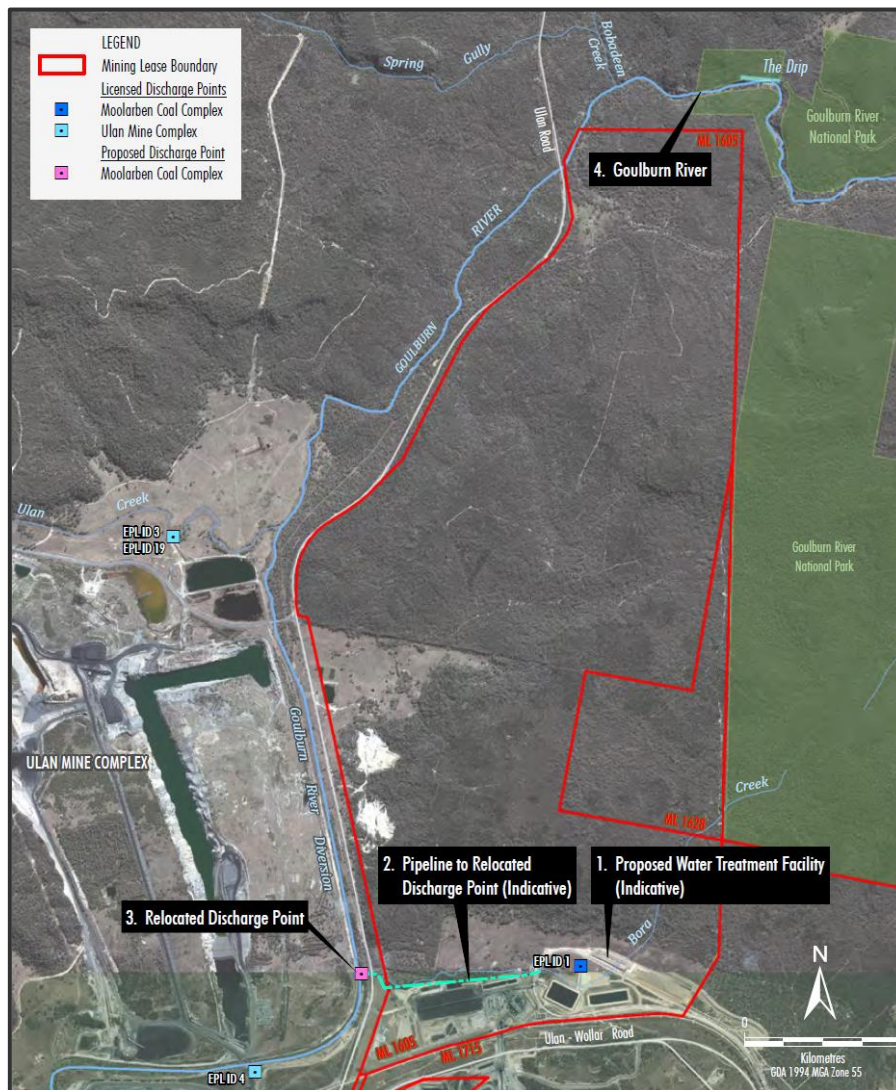 LEGEND
Mining Lease Boundary
Licensed Discharge Points
Moolarben Coal Complex
Ulan Mine Complex
Proposed Discharge Point
Moolarben Coal Complex
Spring
Gully
Bobadeen
Creek
Ulan Road
The Drip
Goulburn River
National Park
ML 1605
4. Goulburn River
RIVER
GOULBURN
Ulan
Creek
EPL ID 3
EPL ID 19
Goulburn River
National Park
Goulburn
River
Diversion
ULAN MINE COMPLEX
Creek
ML 1628
2. Pipeline to Relocated
Discharge Point (Indicative)
1. Proposed Water Treatment Facility
(Indicative)
3. Relocated Discharge Point
Bora
EPL ID 1
N
ML 1605
ML 1715
Ulan - Wollar Road
0
Kilometres
GDA 1994 MGA Zone 55
EPL ID 4